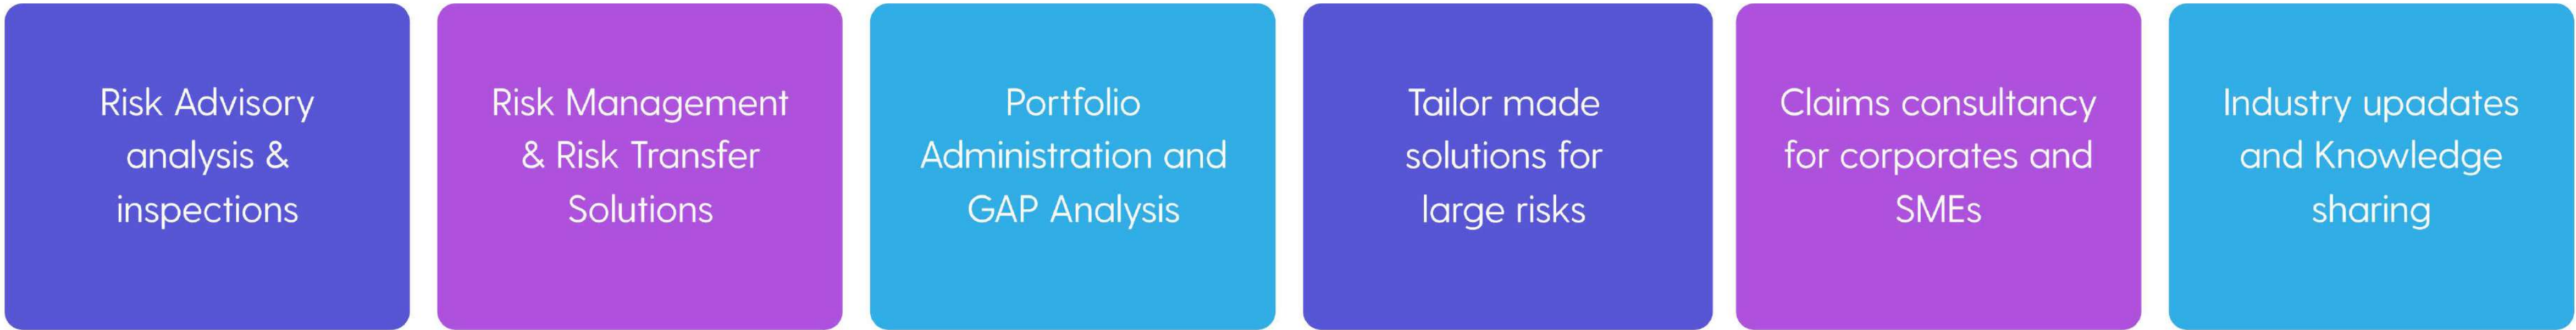 Risk Advisory
analysis &
inspections
Risk Management
& Risk Transfer
Solutions
Portfolio
Administration and
GAP Analysis
Tailor made
solutions for
large risks
Claims consultancy
for corporates and
SMEs
Industry upadates
and Knowledge
sharing